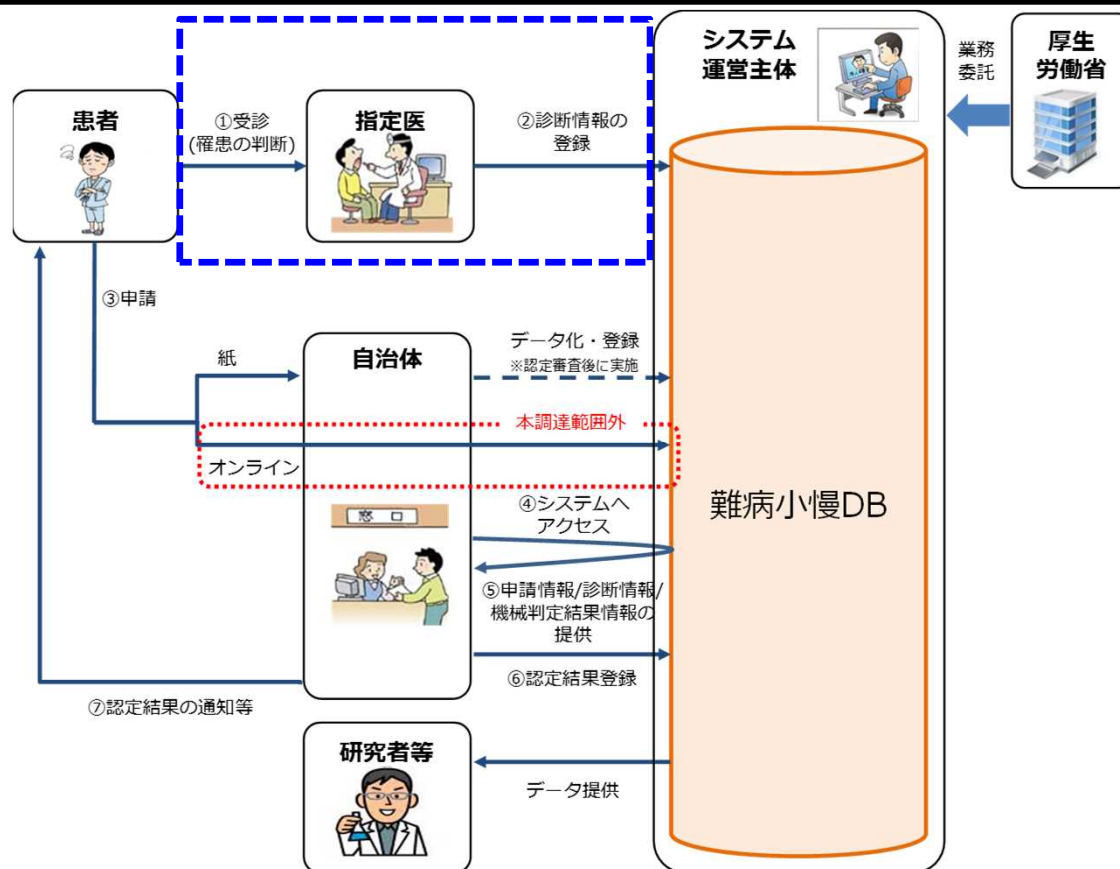 システム
運営主体
業務
委託
厚生
労働省
患者
①受診
(罹患の判断)
指定医
②診断情報の
登録
③申請
紙
自治体
データ化・登録
※認定審査後に実施
本調達範囲外
オンライン
窓口
④システムへ
アクセス
難病小慢DB
⑤申請情報/診断情報/
機械判定結果情報の
提供
⑥認定結果登録
⑦認定結果の通知等
研究者等
データ提供